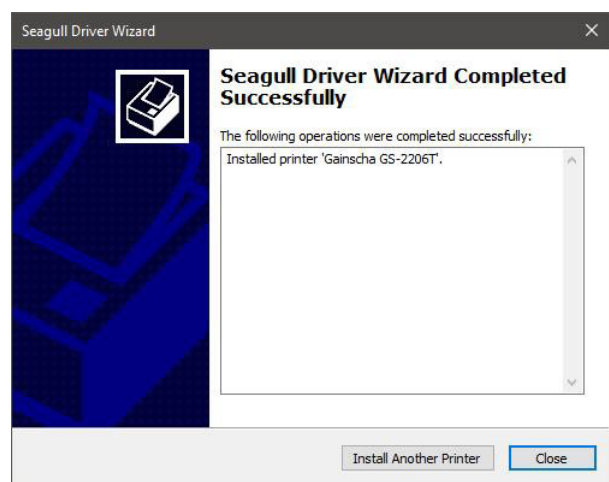 Seagull Driver Wizard
Seagull Driver Wizard Completed
Successfully
The following operations were completed successfully:
Installed printer 'Gainscha GS-2206T'.
Install Another Printer
Close